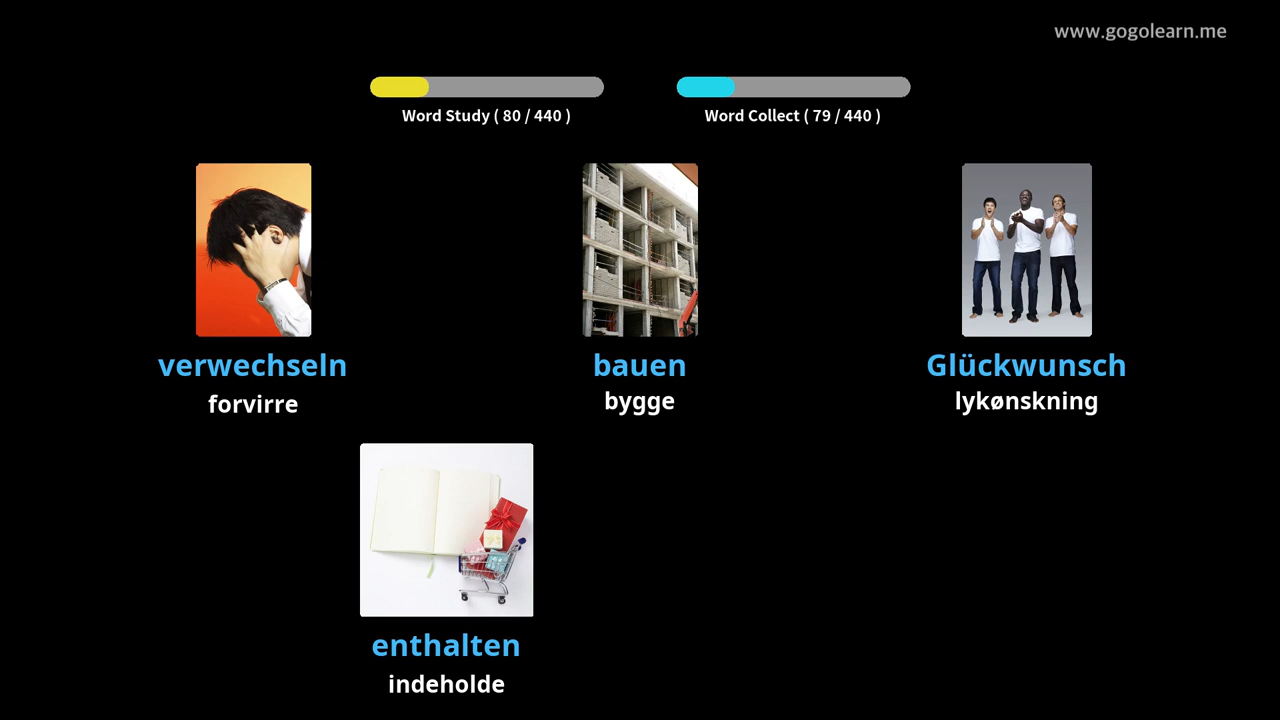 www.gogolearn.me
Word Study ( 80 / 440 )
Word Collect ( 79 / 440 )
verwechseln
forvirre
bauen
bygge
Glückwunsch
lykønskning
enthalten
indeholde